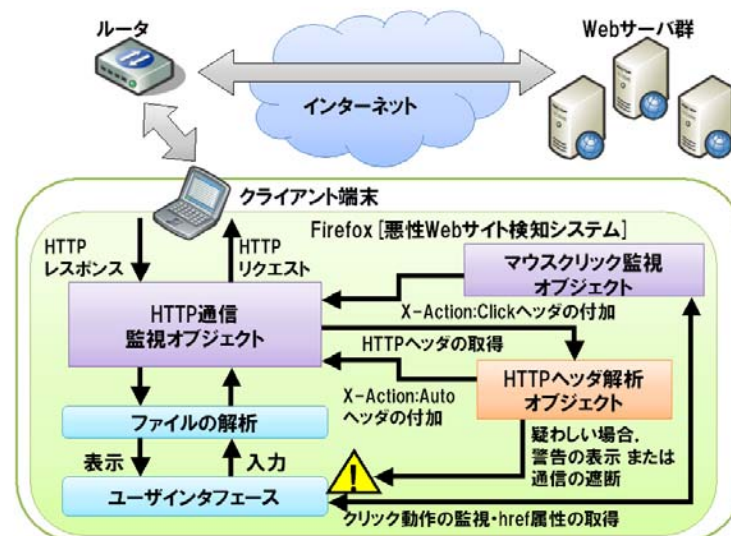 ルータ
Webサーバ群
インターネット
クライアント端末
Firefox [悪性Webサイト検知システム]
HTTP
レスポンス
HTTP
リクエスト
マウスクリック監視
オブジェクト
HTTP通信
監視オブジェクト
X-Action:Clickヘッダの付加
HTTPヘッダの取得
HTTPヘッダ解析
オブジェクト
X-Action:Auto
ヘッダの付加
ファイルの解析
疑わしい場合,
警告の表示 または
通信の遮断
表示
入力
ユーザインタフェース
クリック動作の監視・href属性の取得